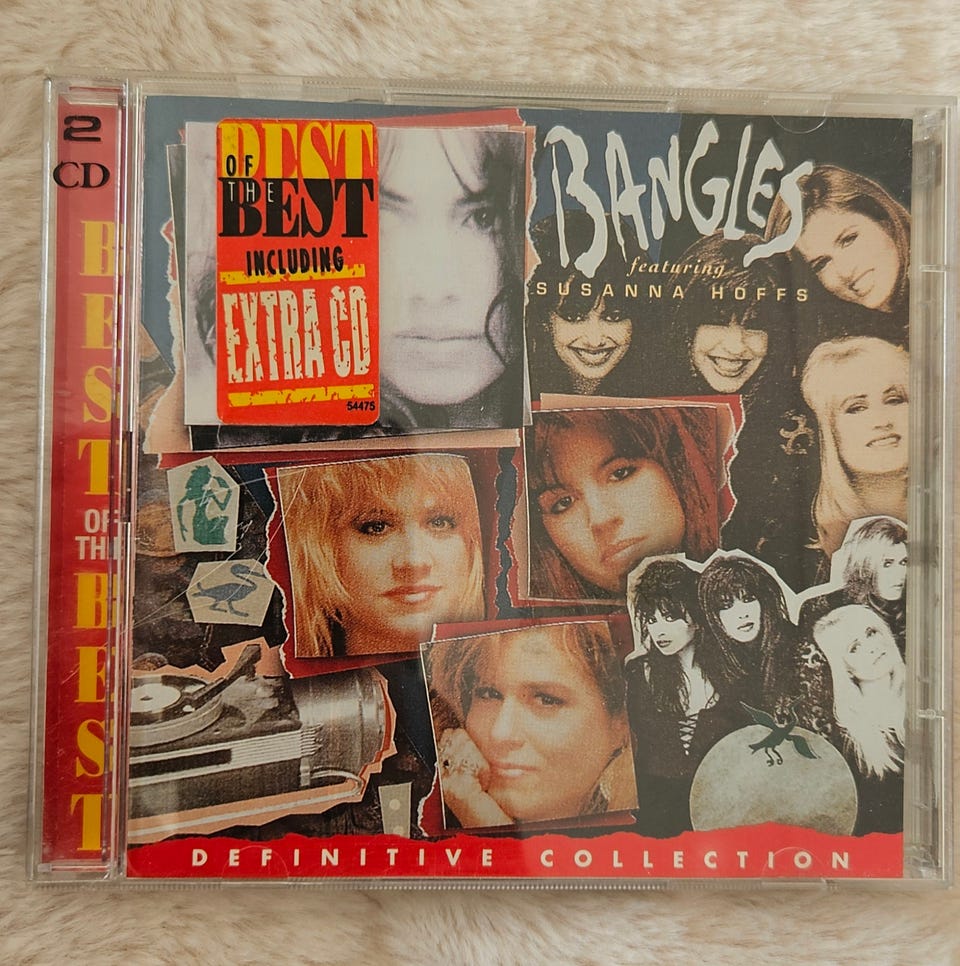 2
CD
BEST
OF
THE
BEST
BEST
OF
THE
BEST
INCLUDING
EXTRA CD
54475
BANGLES
featuring
SUSANNA HOFFS
DEFINITIVE COLLECTION